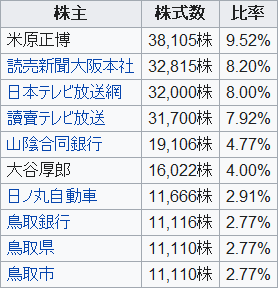 株主 株式数 比率
米原正博 38,105株 9.52%
読売新聞大阪本社 32,815株 8.20%
日本テレビ放送網 32,000株 8.00%
讀賣テレビ放送 31,700株 7.92%
山陰合同銀行 19,106株 4.77%
大谷厚郎 16,022株 4.00%
日ノ丸自動車 11,666株 2.91%
鳥取銀行 11,116株 2.77%
鳥取県 11,110株 2.77%
鳥取市 11,110株 2.77%